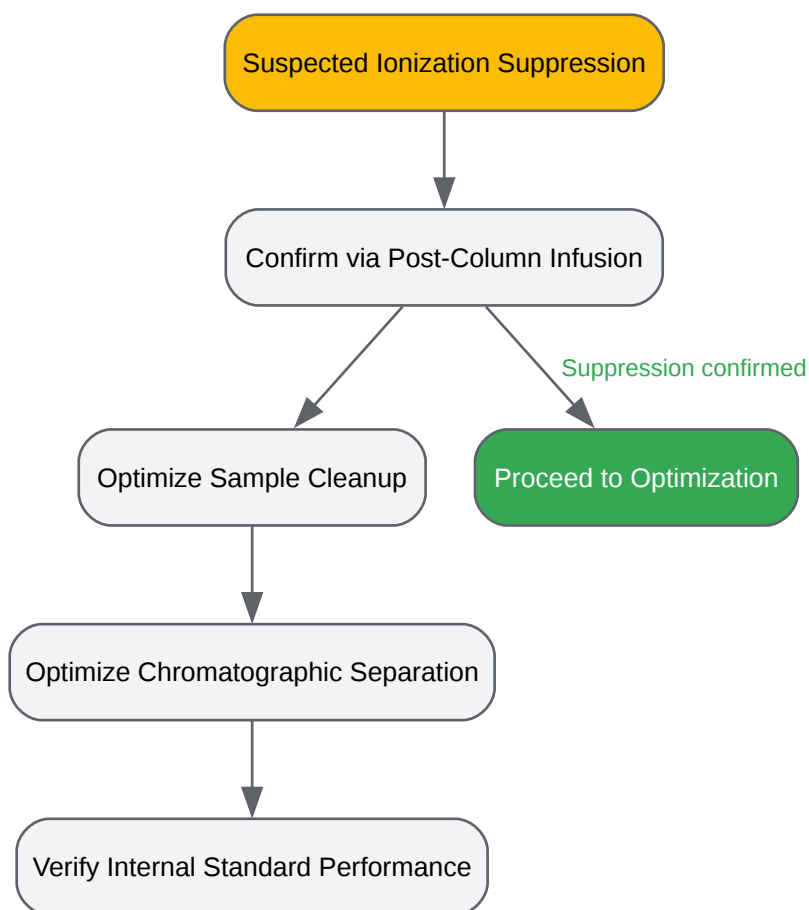 Suspected Ionization Suppression
Confirm via Post-Column Infusion
Suppression confirmed
Optimize Sample Cleanup
Proceed to Optimization
Optimize Chromatographic Separation
Verify Internal Standard Performance